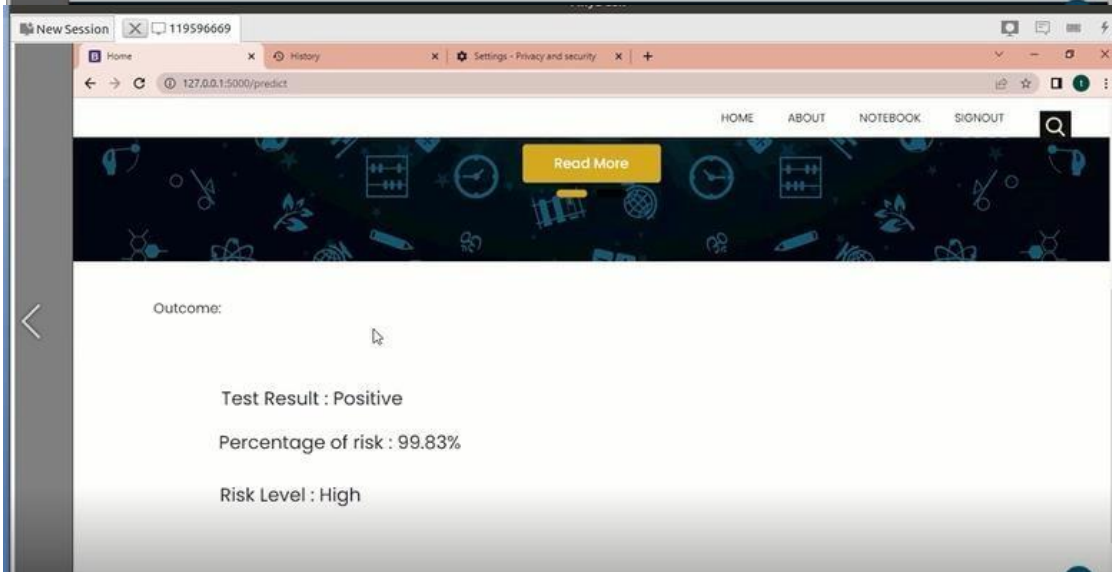 New Session 119596669
Home History Settings - Privacy and security
127.0.0.1:5000/predict
HOME ABOUT NOTEBOOK SIGNOUT
Read More
Outcome:
Test Result : Positive
Percentage of risk : 99.83%
Risk Level : High